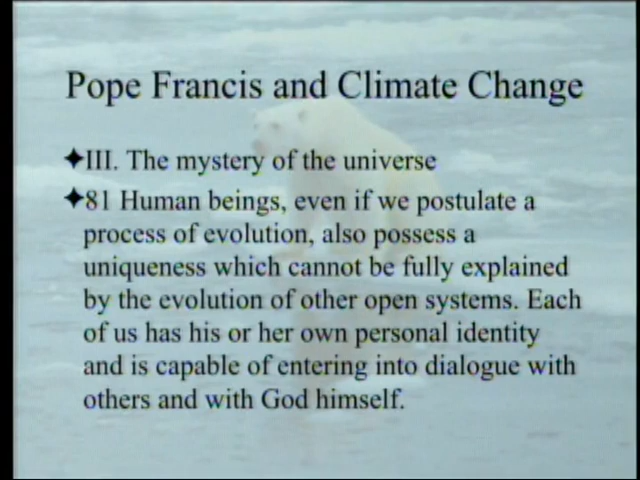 Pope Francis and Climate Change
✦III. The mystery of the universe
✦81 Human beings, even if we postulate a
process of evolution, also possess a
uniqueness which cannot be fully explained
by the evolution of other open systems. Each
of us has his or her own personal identity
and is capable of entering into dialogue with
others and with God himself.